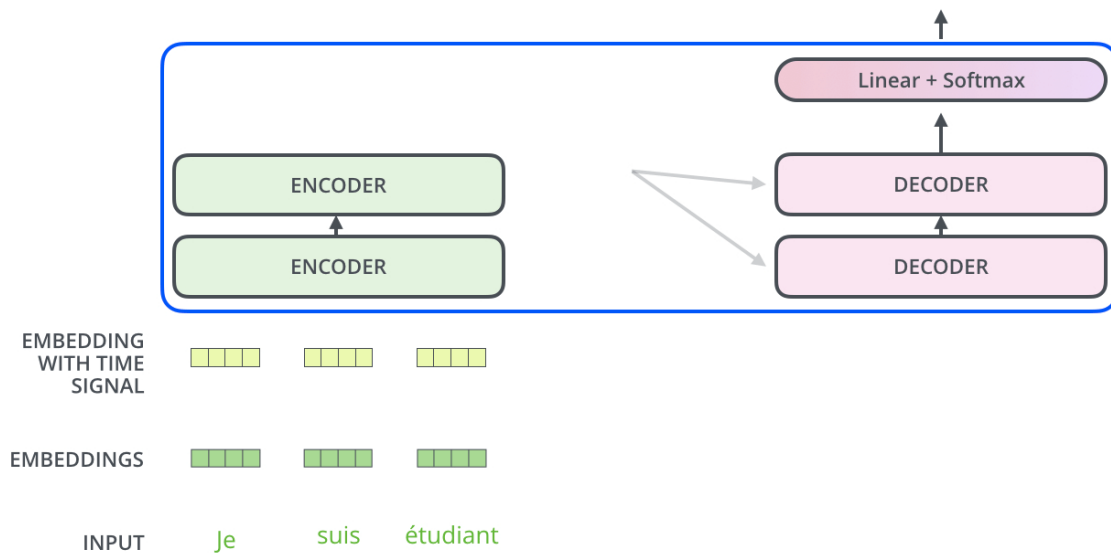 Linear + Softmax
ENCODER
DECODER
ENCODER
DECODER
EMBEDDING
WITH TIME
SIGNAL
EMBEDDINGS
INPUT Je suis étudiant